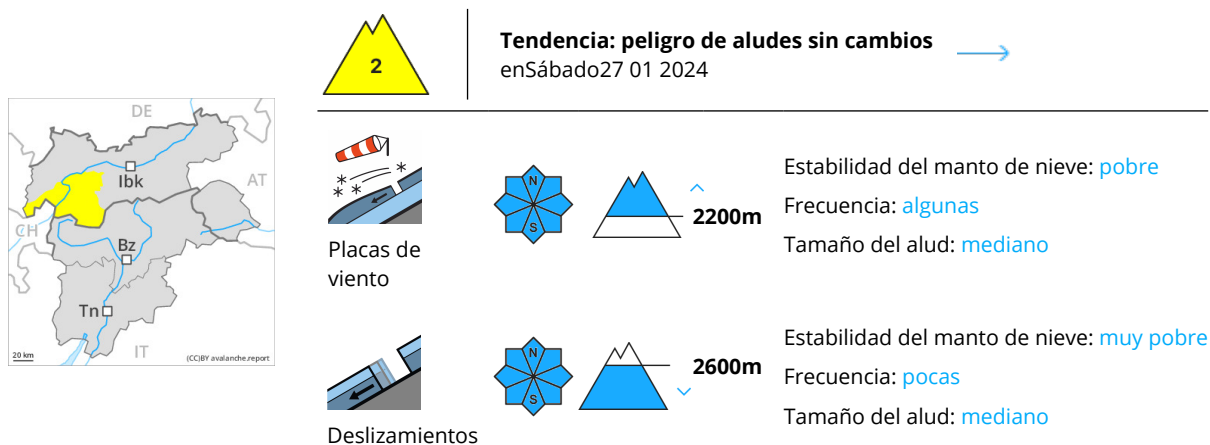 2
Tendencia: peligro de aludes sin cambios
enSábado27 01 2024
DE
Ibk
AT
CH
Bz
Tn
IT
20 km
(CC)BY avalanche.report
Placas de
viento
N
S
2200m
Estabilidad del manto de nieve: pobre
Frecuencia: algunas
Tamaño del alud: mediano
Deslizamientos
N
S
2600m
Estabilidad del manto de nieve: muy pobre
Frecuencia: pocas
Tamaño del alud: mediano